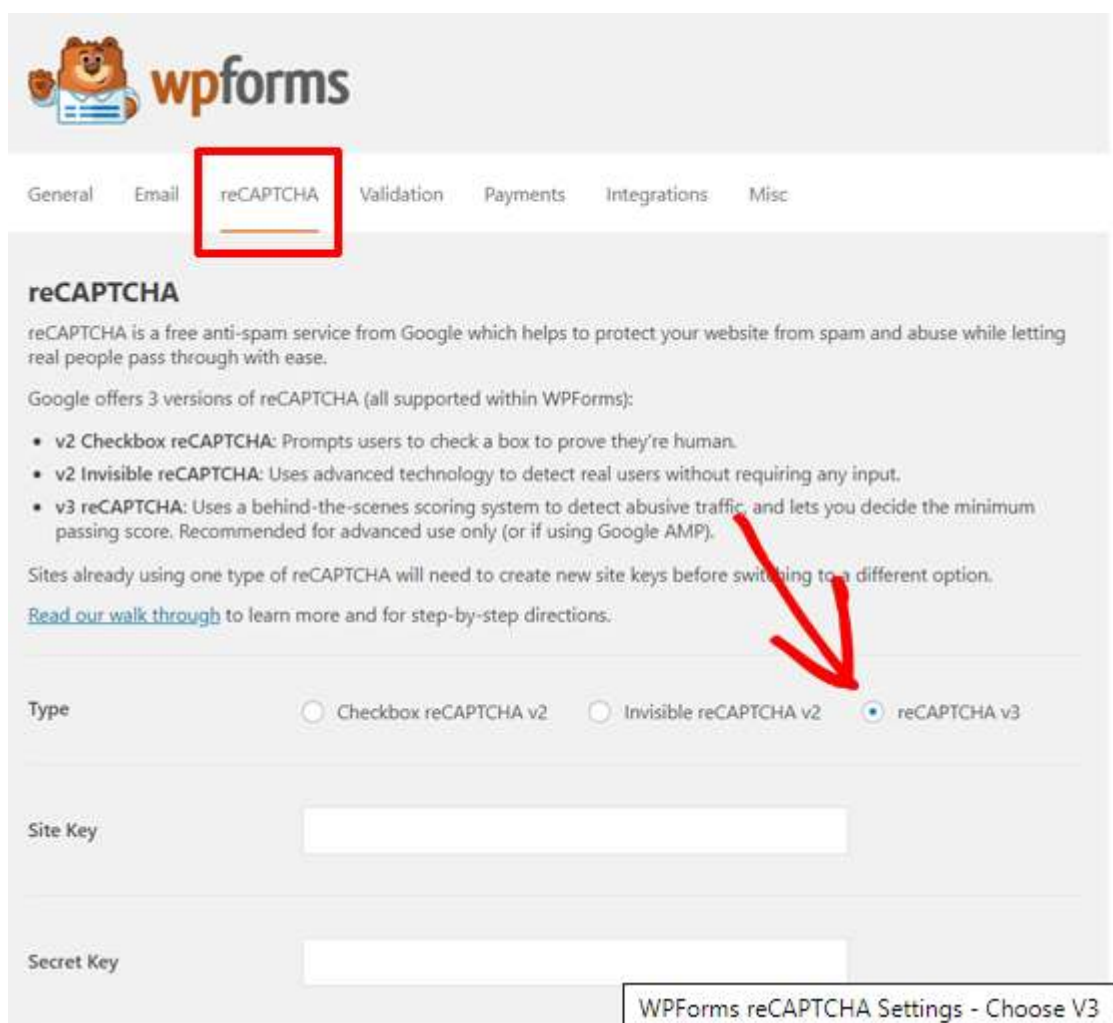 wpforms
General Email reCAPTCHA Validation Payments Integrations Misc
reCAPTCHA
reCAPTCHA is a free anti-spam service from Google which helps to protect your website from spam and abuse while letting
real people pass through with ease.
Google offers 3 versions of reCAPTCHA (all supported within WPForms):
• v2 Checkbox reCAPTCHA: Prompts users to check a box to prove they're human.
• v2 Invisible reCAPTCHA: Uses advanced technology to detect real users without requiring any input.
• v3 reCAPTCHA: Uses a behind-the-scenes scoring system to detect abusive traffic, and lets you decide the minimum
passing score. Recommended for advanced use only (or if using Google AMP).
Sites already using one type of reCAPTCHA will need to create new site keys before switching to a different option.
Read our walk through to learn more and for step-by-step directions.
Type Checkbox reCAPTCHA v2 Invisible reCAPTCHA v2 reCAPTCHA v3
Site Key
Secret Key
WPForms reCAPTCHA Settings - Choose V3